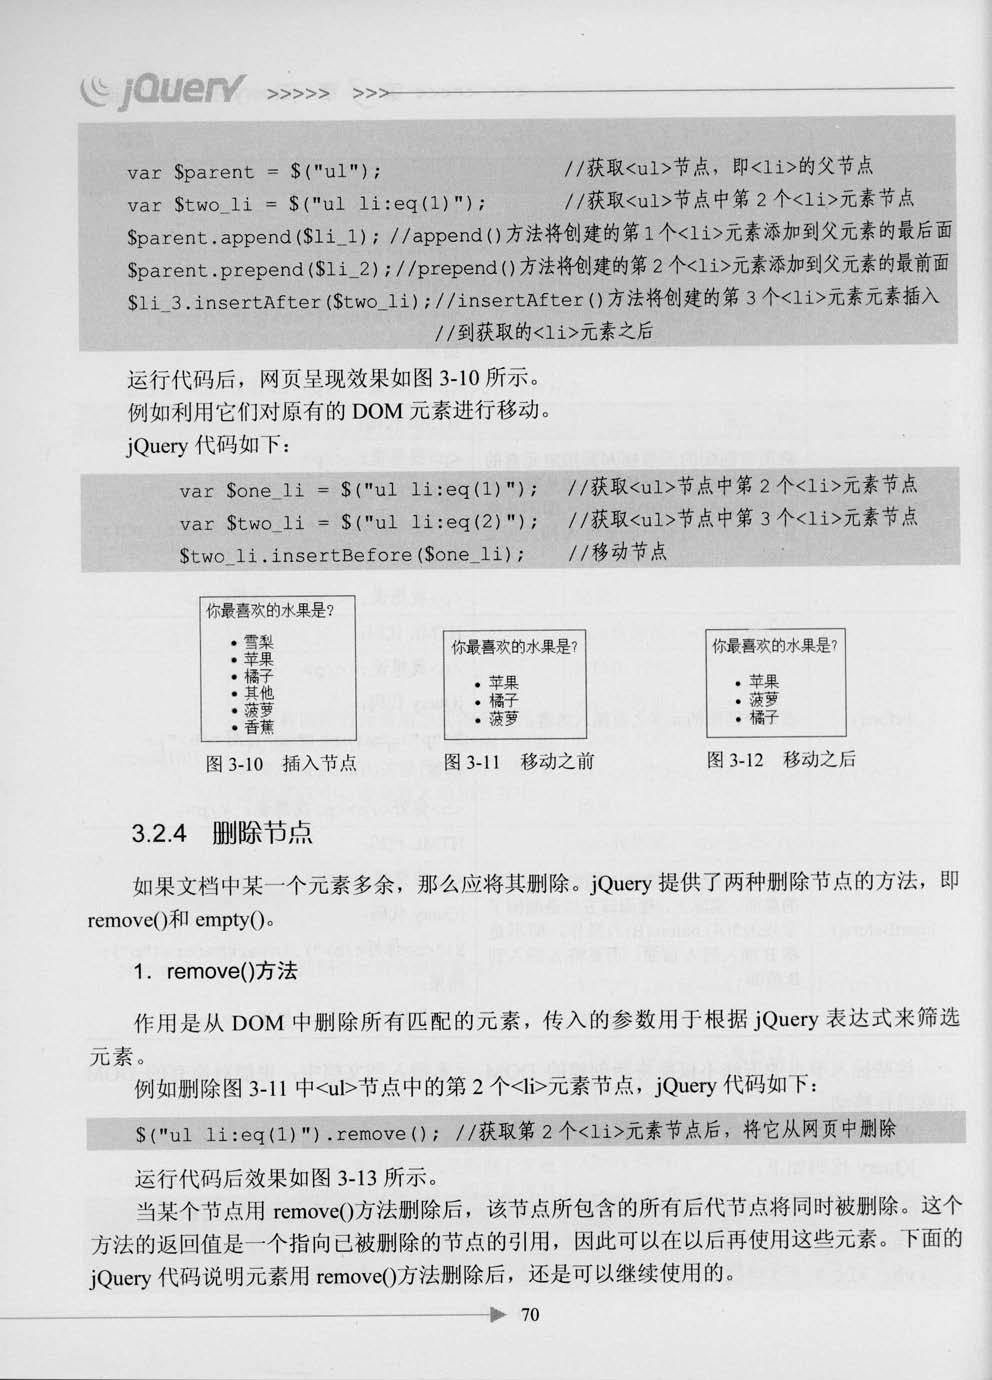 jQuery >>>>> >>>
var $parent = $("ul"); //获取<ul>节点，即<li>的父节点
var $two_li = $("ul li:eq(1)"); //获取<ul>节点中第 2 个<li>元素节点
$parent.append($li_1); //append()方法将创建的第1个<li>元素添加到父元素的最后面
$parent.prepend($li_2);//prepend()方法将创建的第2个<li>元素添加到父元素的最前面
$li_3.insertAfter($two_li);//insertAfter()方法将创建的第3个<li>元素元素插入
//到获取的<li>元素之后
运行代码后，网页呈现效果如图 3-10 所示。
例如利用它们对原有的 DOM 元素进行移动。
jQuery 代码如下：
var $one_li = $("ul li:eq(1)"); //获取<ul>节点中第 2 个<li>元素节点
var $two_li = $("ul li:eq(2)"); //获取<ul>节点中第 3 个<li>元素节点
$two_li.insertBefore($one_li); //移动节点
你最喜欢的水果是?
• 雪梨
• 苹果
• 橘子
• 其他
• 菠萝
• 香蕉
图 3-10 插入节点
你最喜欢的水果是?
• 苹果
• 橘子
• 菠萝
图 3-11 移动之前
你最喜欢的水果是?
• 苹果
• 菠萝
• 橘子
图 3-12 移动之后
3.2.4 删除节点
如果文档中某一个元素多余，那么应将其删除。jQuery 提供了两种删除节点的方法，即
remove()和 empty()。
1．remove()方法
作用是从 DOM 中删除所有匹配的元素，传入的参数用于根据 jQuery 表达式来筛选
元素。
例如删除图 3-11 中<ul>节点中的第 2 个<li>元素节点，jQuery 代码如下：
$("ul li:eq(1)").remove(); //获取第 2 个<li>元素节点后，将它从网页中删除
运行代码后效果如图 3-13 所示。
当某个节点用 remove()方法删除后，该节点所包含的所有后代节点将同时被删除。这个
方法的返回值是一个指向已被删除的节点的引用，因此可以在以后再使用这些元素。下面的
jQuery 代码说明元素用 remove()方法删除后，还是可以继续使用的。
70